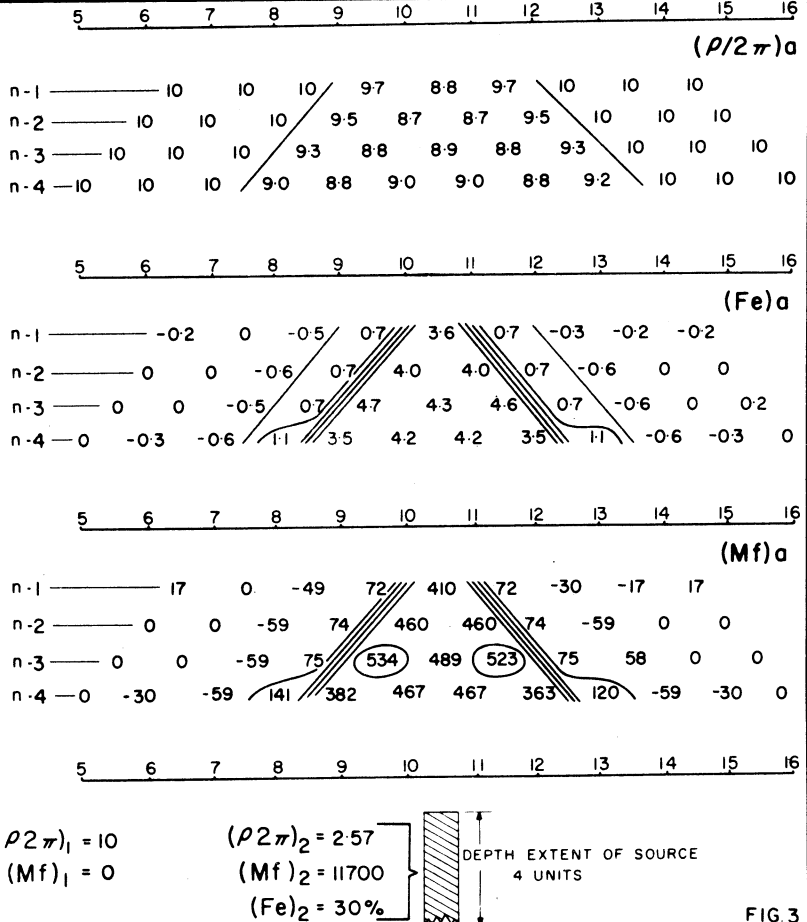 5 6 7 8 9 10 11 12 13 14 15 16
(ρ/2π)a
n-1 10 10 10 9·7 8·8 9·7 10 10 10
n-2 10 10 10 9·5 8·7 8·7 9·5 10 10 10
n-3 10 10 10 9·3 8·8 8·9 8·8 9·3 10 10 10
n-4 10 10 10 9·0 8·8 9·0 9·0 8·8 9·2 10 10 10
5 6 7 8 9 10 11 12 13 14 15 16
(Fe)a
n-1 -0·2 0 -0·5 0·7 3·6 0·7 -0·3 -0·2 -0·2
n-2 0 0 -0·6 0·7 4·0 4·0 0·7 -0·6 0 0
n-3 0 0 -0·5 0·7 4·7 4·3 4·6 0·7 -0·6 0 0·2
n-4 0 -0·3 -0·6 1·1 3·5 4·2 4·2 3·5 1·1 -0·6 -0·3 0
5 6 7 8 9 10 11 12 13 14 15 16
(Mf)a
n-1 17 0 -49 72 410 72 -30 -17 17
n-2 0 0 -59 74 460 460 74 -59 0 0
n-3 0 0 -59 75 534 489 523 75 58 0 0
n-4 0 -30 -59 141 382 467 467 363 120 -59 -30 0
5 6 7 8 9 10 11 12 13 14 15 16
ρ2π)₁ = 10
(Mf)₁ = 0
(ρ2π)₂ = 2·57
(Mf)₂ = 11700
(Fe)₂ = 30%
DEPTH EXTENT OF SOURCE
4 UNITS
FIG.3